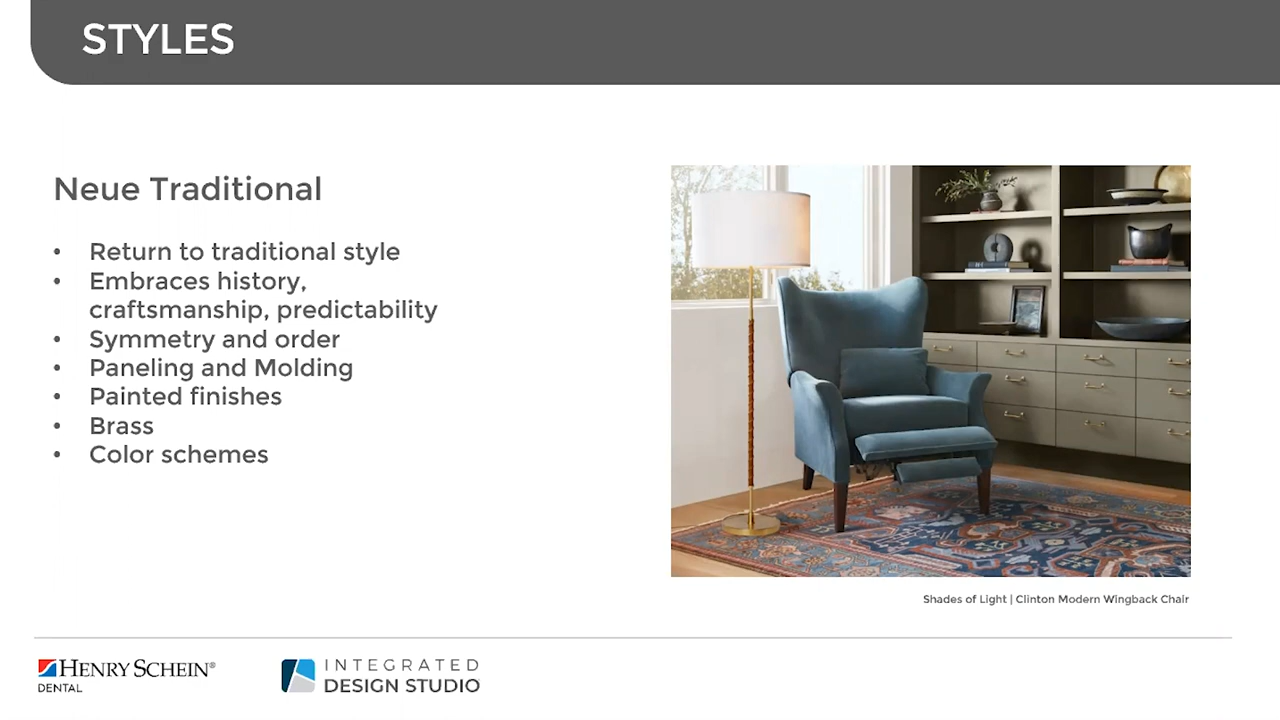 STYLES
Neue Traditional
• Return to traditional style
• Embraces history,
craftsmanship, predictability
• Symmetry and order
• Paneling and Molding
• Painted finishes
• Brass
• Color schemes
Shades of Light | Clinton Modern Wingback Chair
HENRY SCHEIN®
DENTAL
INTEGRATED
DESIGN STUDIO